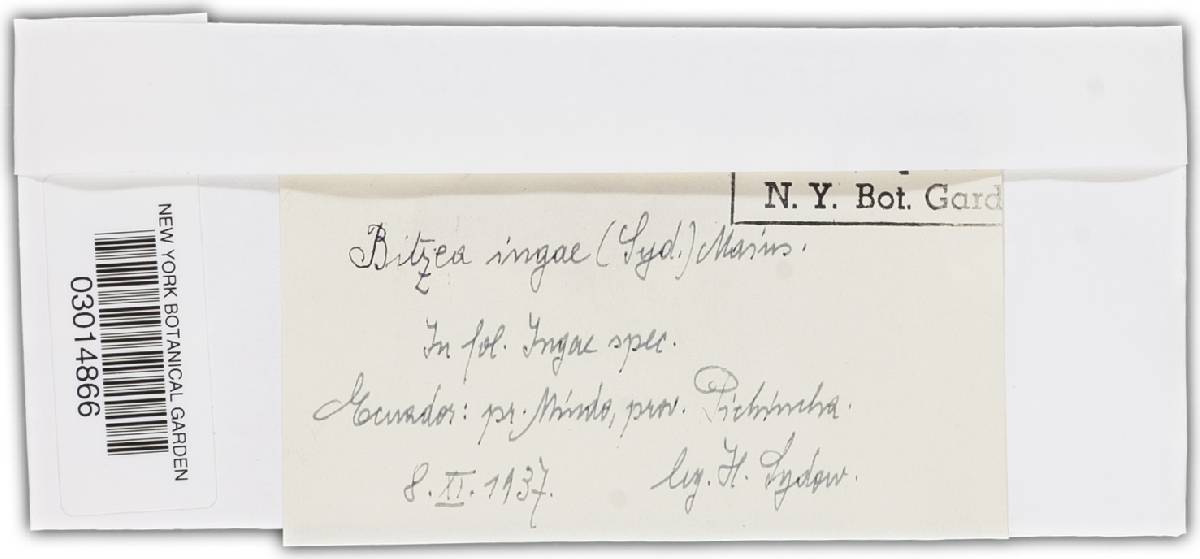 N. Y. Bot. Gard
Bitzea ingae (Syd.) Mains.
In fol. Ingae spec.
Ecuador: pr. Mindo, prov. Pichincha.
8. XI. 1937. leg. H. Sydow.
NEW YORK BOTANICAL GARDEN
03014866